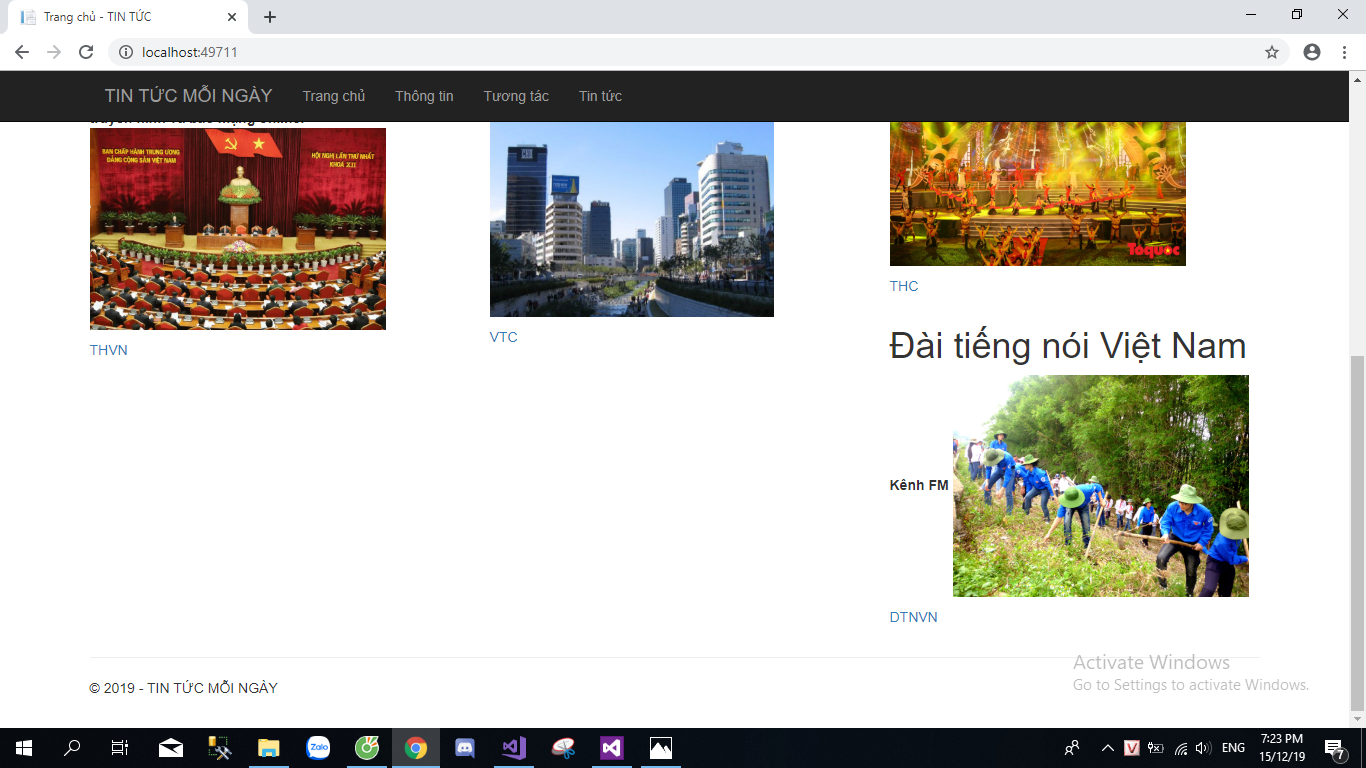 Trang chủ - TIN TỨC
localhost:49711
TIN TỨC MỖI NGÀY
Trang chủ
Thông tin
Tương tác
Tin tức
BAN CHẤP HÀNH TRUNG ƯƠNG
ĐẢNG CỘNG SẢN VIỆT NAM
HỘI NGHỊ LẦN THỨ NHẤT
KHOÁ XII
THVN
VTC
Toquoc
THC
Đài tiếng nói Việt Nam
Kênh FM
DTNVN
© 2019 - TIN TỨC MỖI NGÀY
Activate Windows
Go to Settings to activate Windows.
Zalo
V
ENG
7:23 PM
15/12/19
7